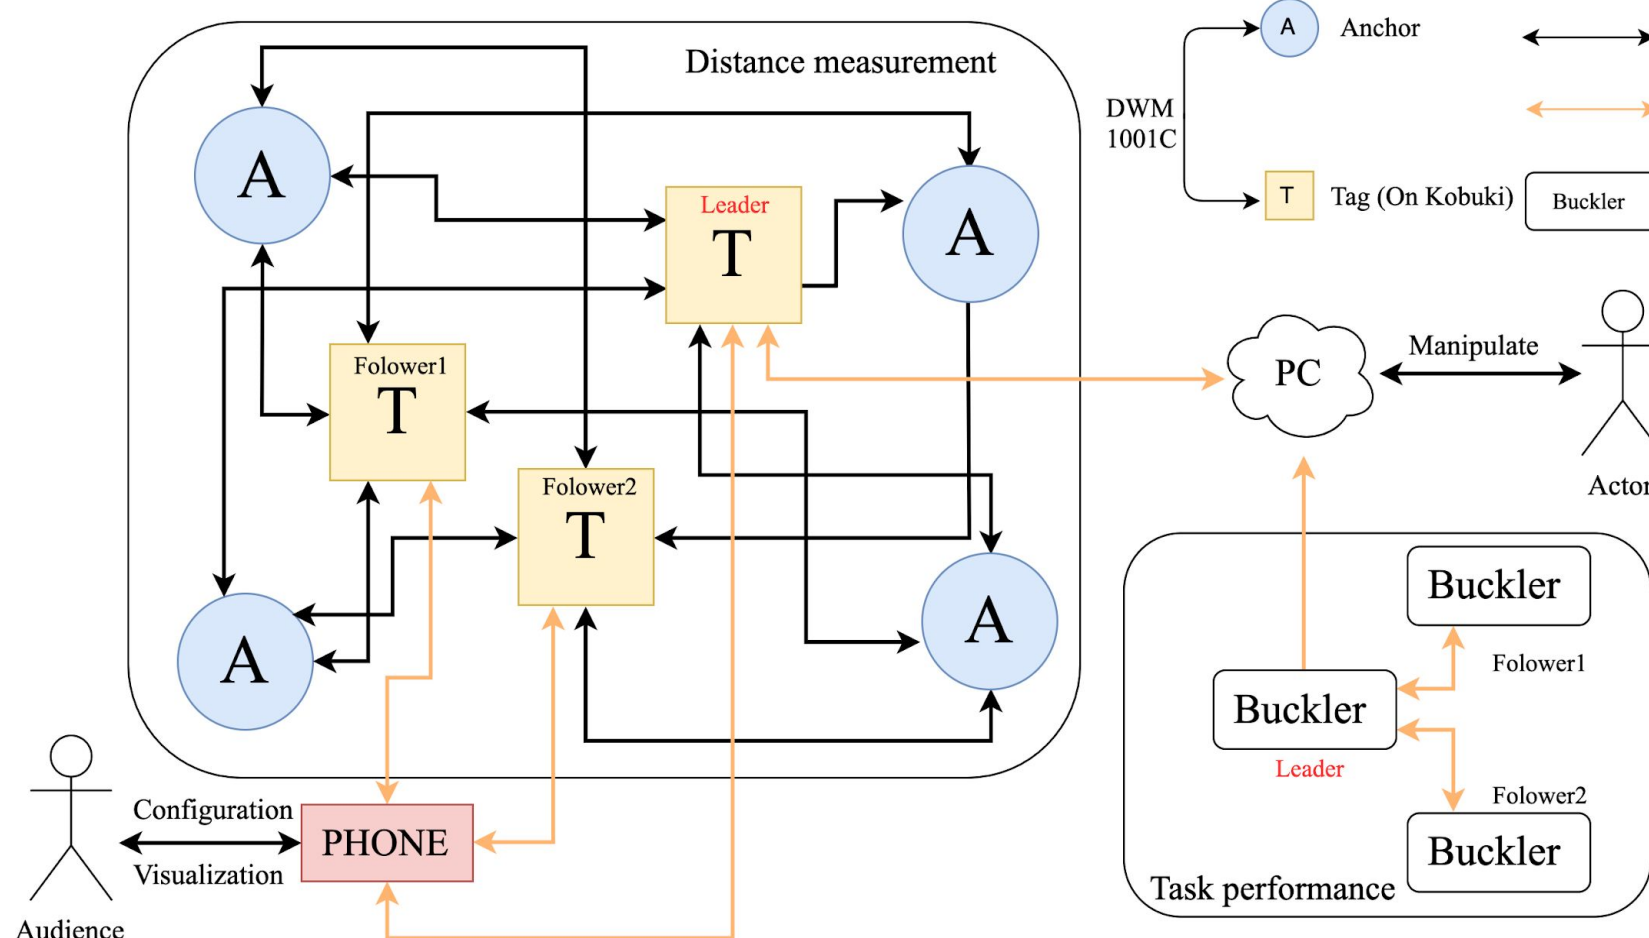 Distance measurement
A
Anchor
DWM
1001C
T
Tag (On Kobuki)
Buckler
A
Leader
T
A
Folower1
T
Folower2
T
A
A
PC
Manipulate
Actor
Buckler
Folower1
Buckler
Leader
Folower2
Buckler
Task performance
Configuration
PHONE
Visualization
Audience